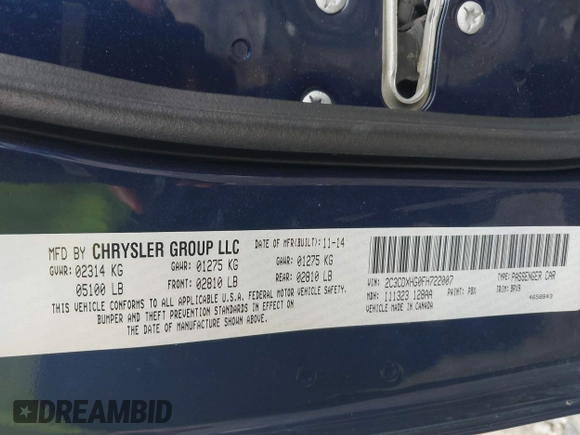 MFD BY CHRYSLER GROUP LLC
DATE OF MFR(BUILT): 11-14
GVWR: 02314 KG GAWR: 01275 KG GAWR: 01275 KG
05100 LB FRONT: 02810 LB REAR: 02810 LB
THIS VEHICLE CONFORMS TO ALL APPLICABLE U.S.A. FEDERAL MOTOR VEHICLE SAFETY,
BUMPER AND THEFT PREVENTION STANDARDS IN EFFECT ON
THE DATE OF MANUFACTURE SHOWN ABOVE.
VIN: 2C3CDXHG0FH722007 TYPE: PASSENGER CAR
MDH: 111323 128AA PAINT: PBX TRIM: BRV9
VEHICLE MADE IN CANADA 4658943
DREAMBID